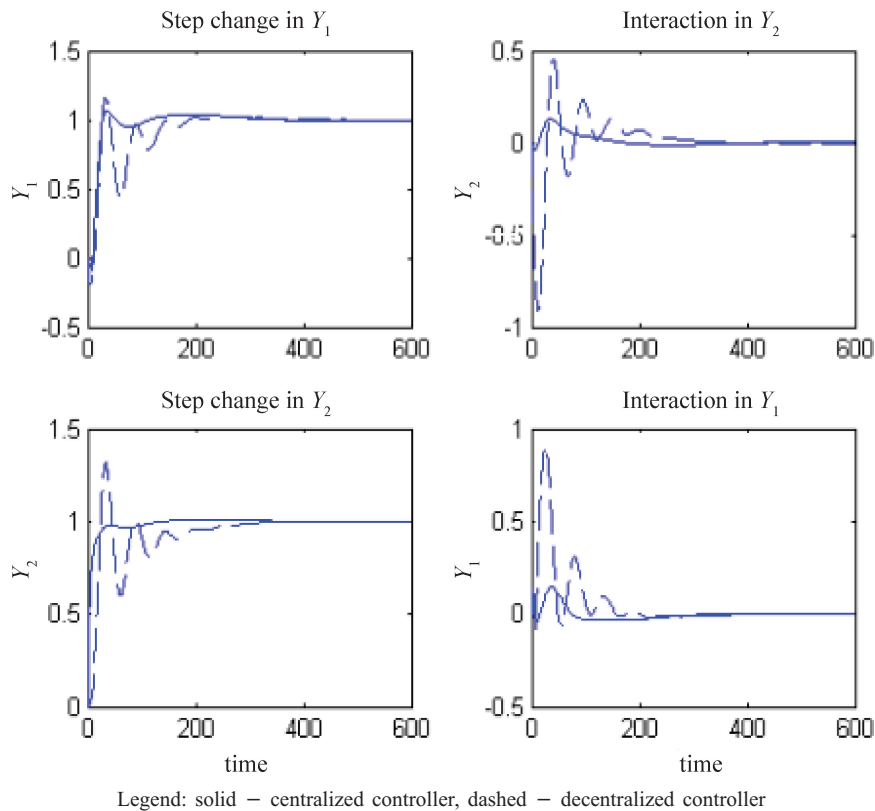 Step change in Y₁
1.5
1
0.5
0
-0.5
Y₁
0 200 400 600
Interaction in Y₂
0.5
0
-0.5
-1
Y₂
0 200 400 600
Step change in Y₂
1.5
1
0.5
0
Y₂
0 200 400 600
time
Interaction in Y₁
1
0.5
0
-0.5
Y₁
0 200 400 600
time
Legend: solid – centralized controller, dashed – decentralized controller